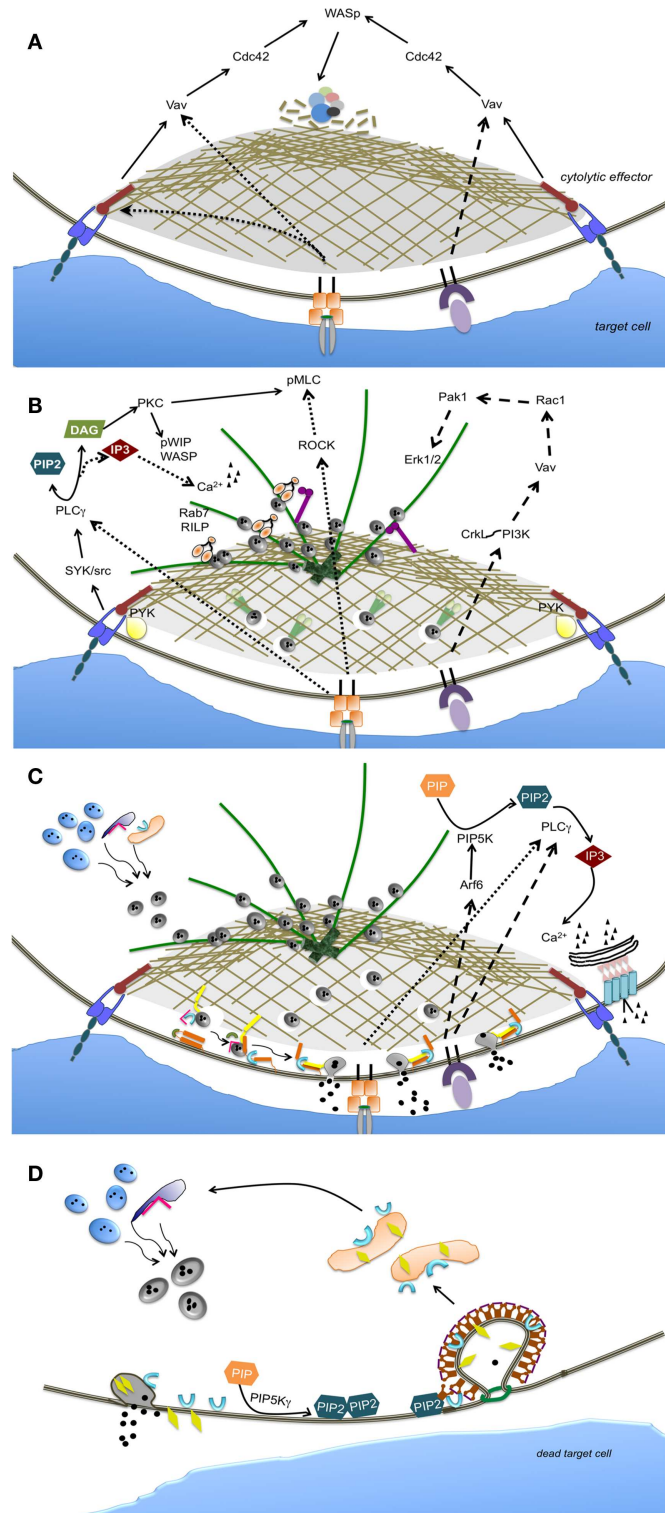 A
WASp
Cdc42
Cdc42
Vav
Vav
cytolytic effector
target cell
B
pMLC
PKC
DAG
pWIP
WASP
IP3
PIP2
Ca2+
PLCγ
Rab7
RILP
SYK/src
PYK
ROCK
Pak1
Rac1
Erk1/2
Vav
CrkL
PI3K
PYK
C
PIP
PIP2
PIP5K
PLCγ
IP3
Arf6
Ca2+
D
PIP
PIP5Kγ
PIP2
PIP2
PIP2
dead target cell